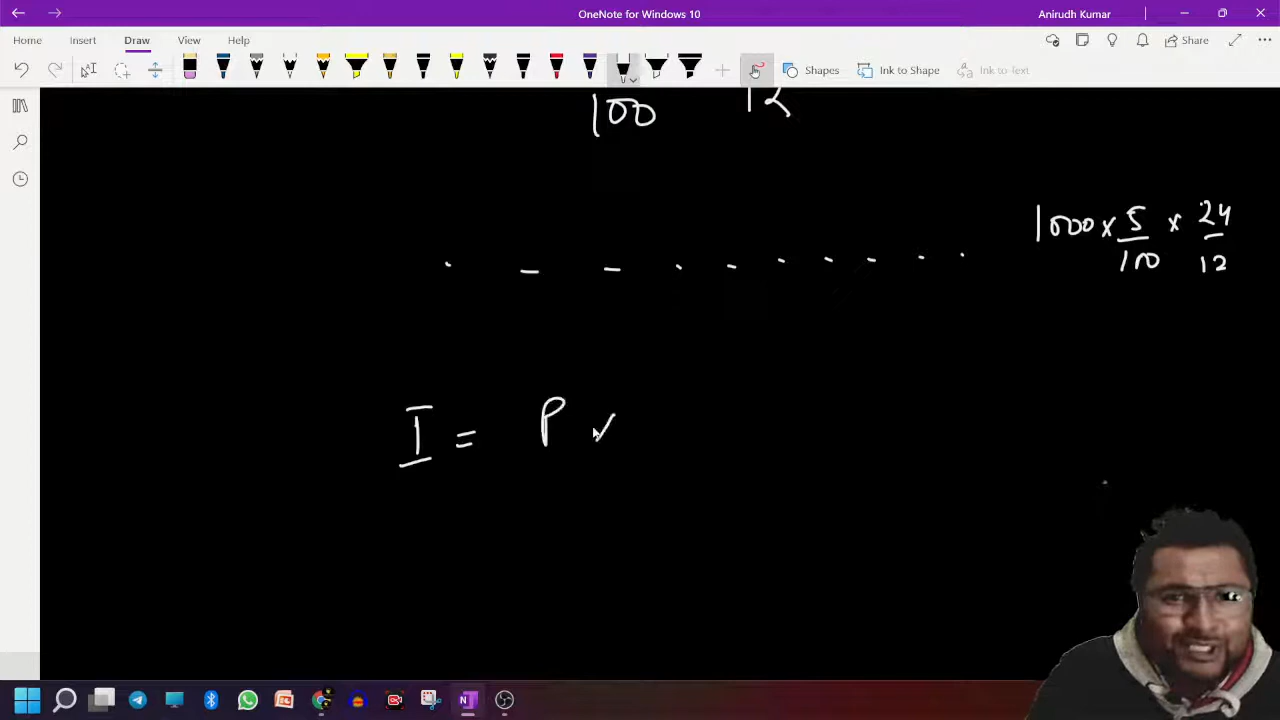 OneNote for Windows 10
Anirudh Kumar
Home Insert Draw View Help
Share
Shapes
Ink to Shape
Ink to Text
100 12
1000 × 5 × 24
100 12
I = P
N